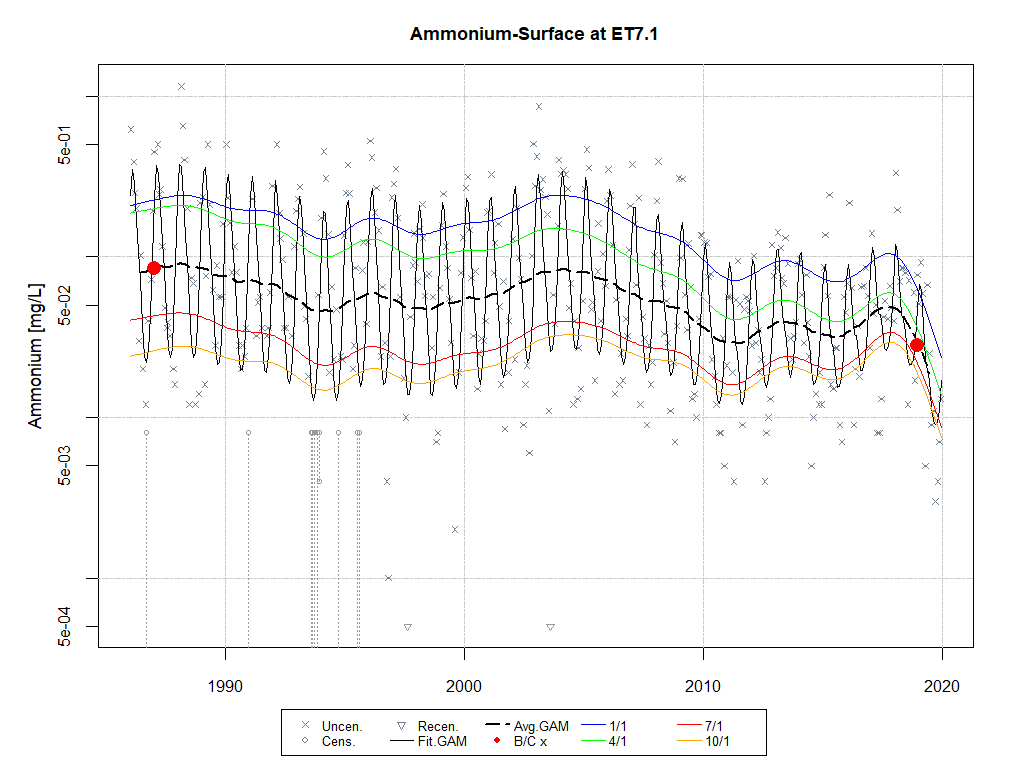 Ammonium-Surface at ET7.1
Ammonium [mg/L]
5e-01
5e-02
5e-03
5e-04
1990 2000 2010 2020
Uncen. Recen. Avg.GAM 1/1 7/1
Cens. Fit.GAM B/C x 4/1 10/1